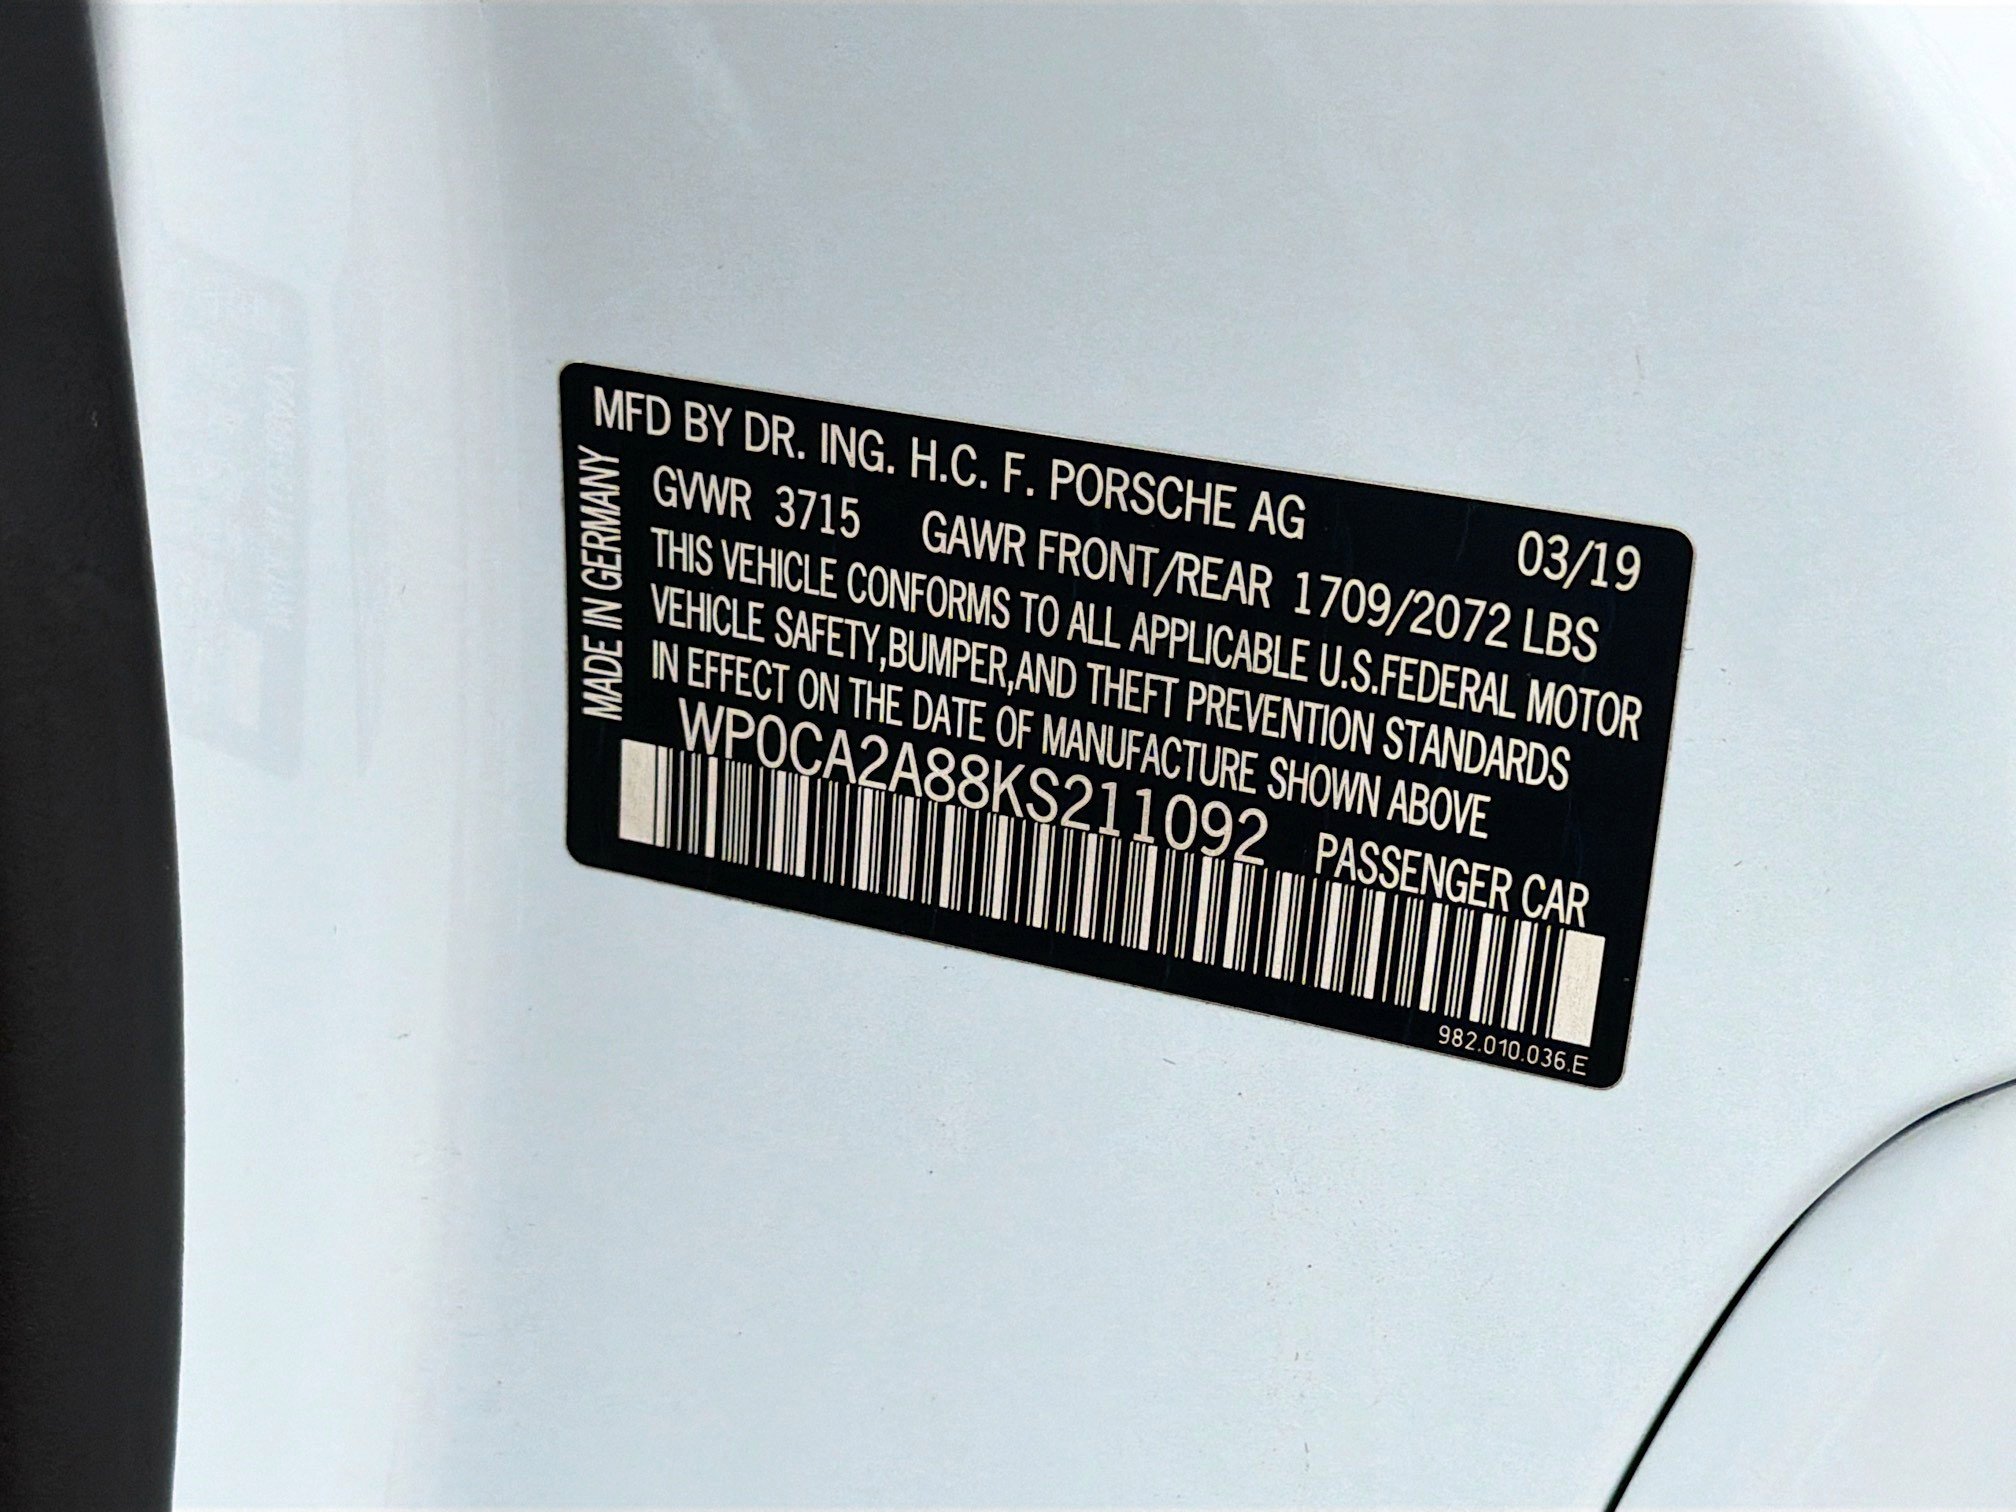 MFD BY DR. ING. H.C. F. PORSCHE AG 03/19
MADE IN GERMANY
GVWR 3715 GAWR FRONT/REAR 1709/2072 LBS
THIS VEHICLE CONFORMS TO ALL APPLICABLE U.S.FEDERAL MOTOR
VEHICLE SAFETY,BUMPER,AND THEFT PREVENTION STANDARDS
IN EFFECT ON THE DATE OF MANUFACTURE SHOWN ABOVE
WP0CA2A88KS211092 PASSENGER CAR
982.010.036.E